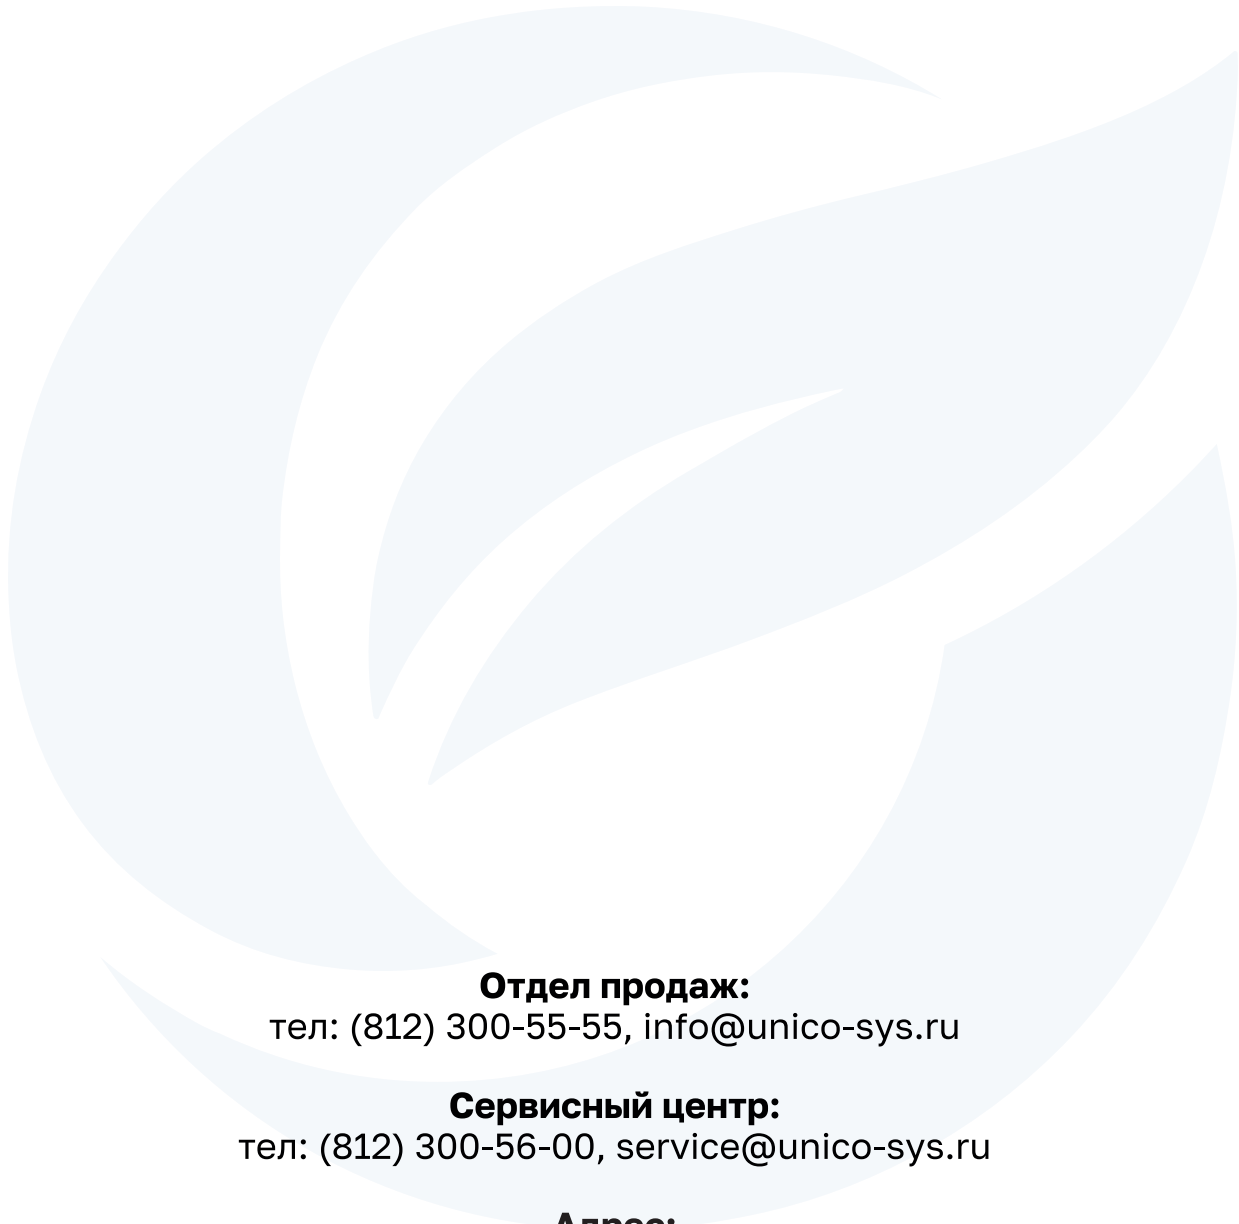 Отдел продаж:
тел: (812) 300-55-55, info@unico-sys.ru
Сервисный центр:
тел: (812) 300-56-00, service@unico-sys.ru
Адрес: